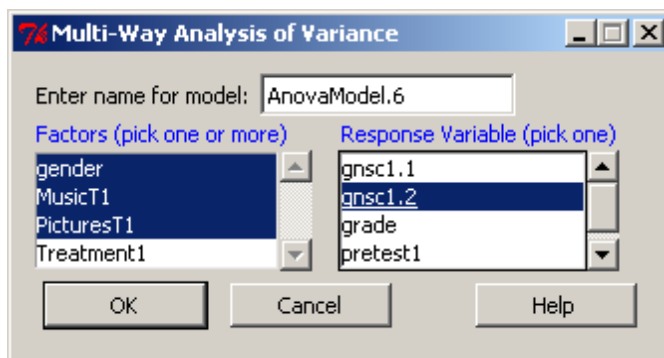 Multi-Way Analysis of Variance
Enter name for model: AnovaModel.6
Factors (pick one or more)
gender
MusicT1
PicturesT1
Treatment1
Response Variable (pick one)
gnsc1.1
gnsc1.2
grade
pretest1
OK Cancel Help